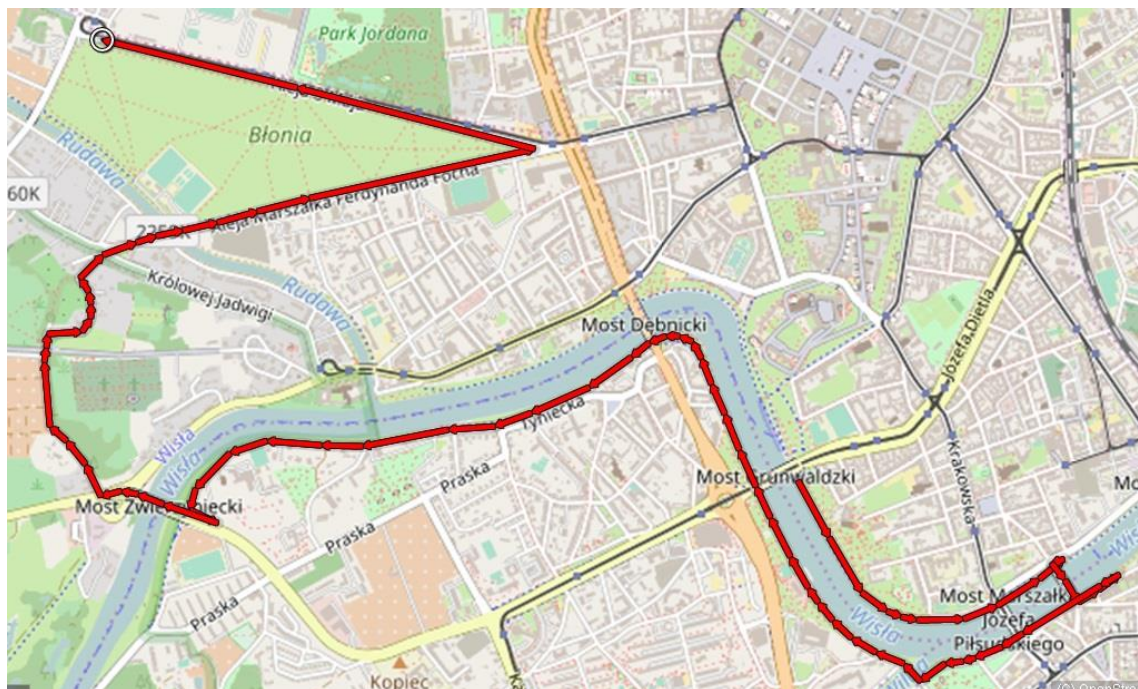 Park Jordana
Błonia
Rudawa
60K
Aleja Marszałka Ferdynanda Focha
Królowej Jadwigi
Rudawa
Most Dębnicki
Józefa Dietla
Tyniecka
Wisła
Wisła
Praska
Most Grunwaldzki
Krakowska
Most Zwierzyniecki
Praska
Praska
Wisła
Most Marszałka
Józefa
Piłsudskiego
Kopiec